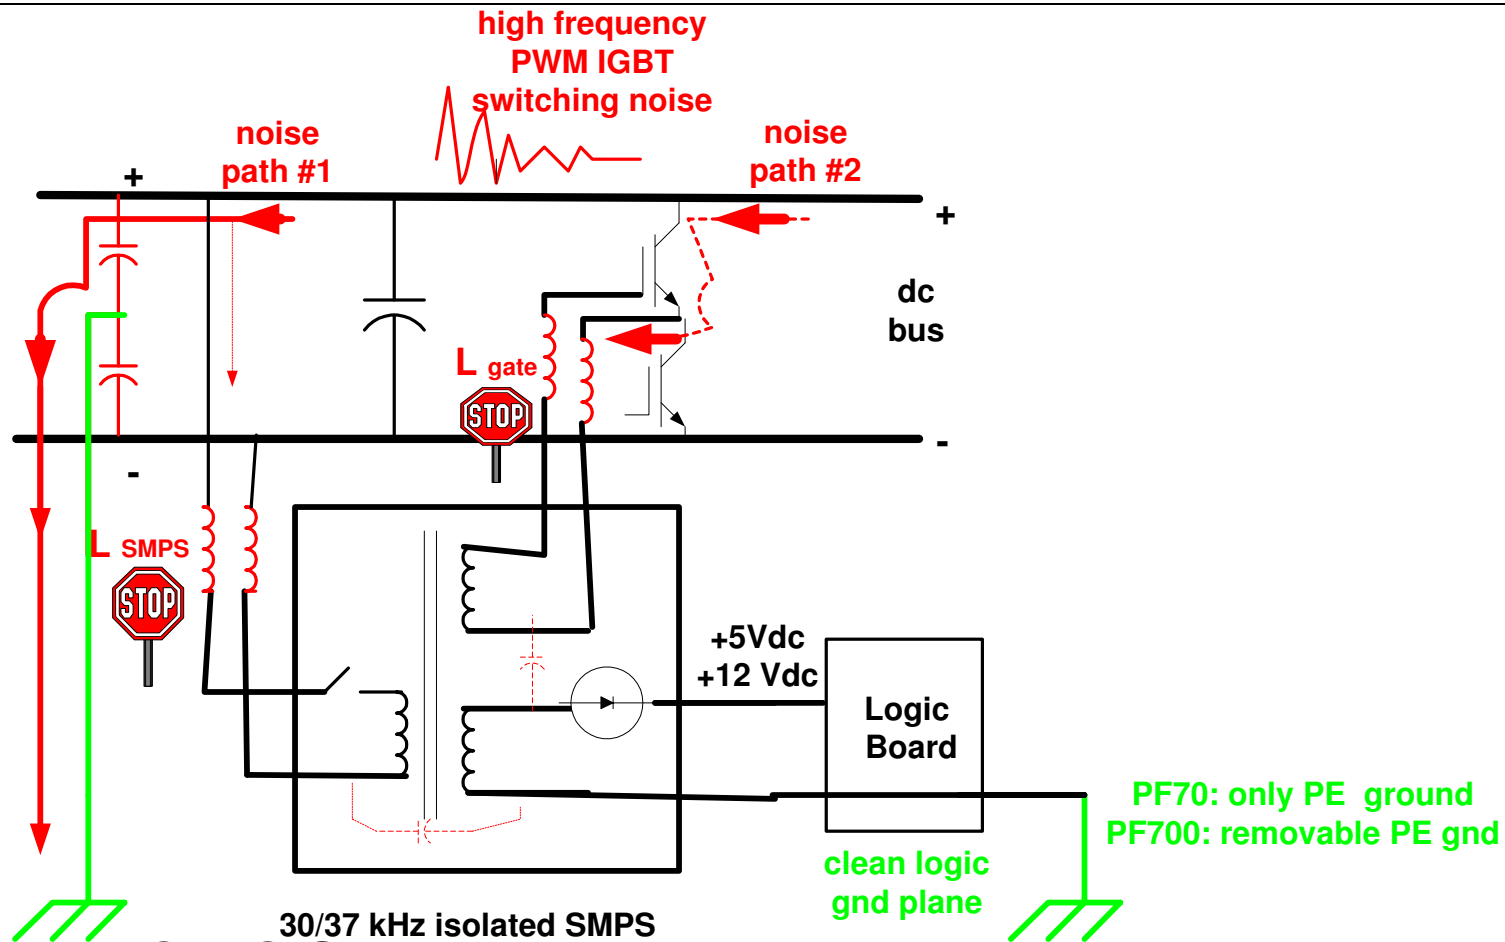 high frequency
PWM IGBT
switching noise
noise
path #1
noise
path #2
+
+
dc
bus
L gate
STOP
-
-
L SMPS
STOP
+5Vdc
+12 Vdc
Logic
Board
PF70: only PE ground
PF700: removable PE gnd
clean logic
gnd plane
30/37 kHz isolated SMPS